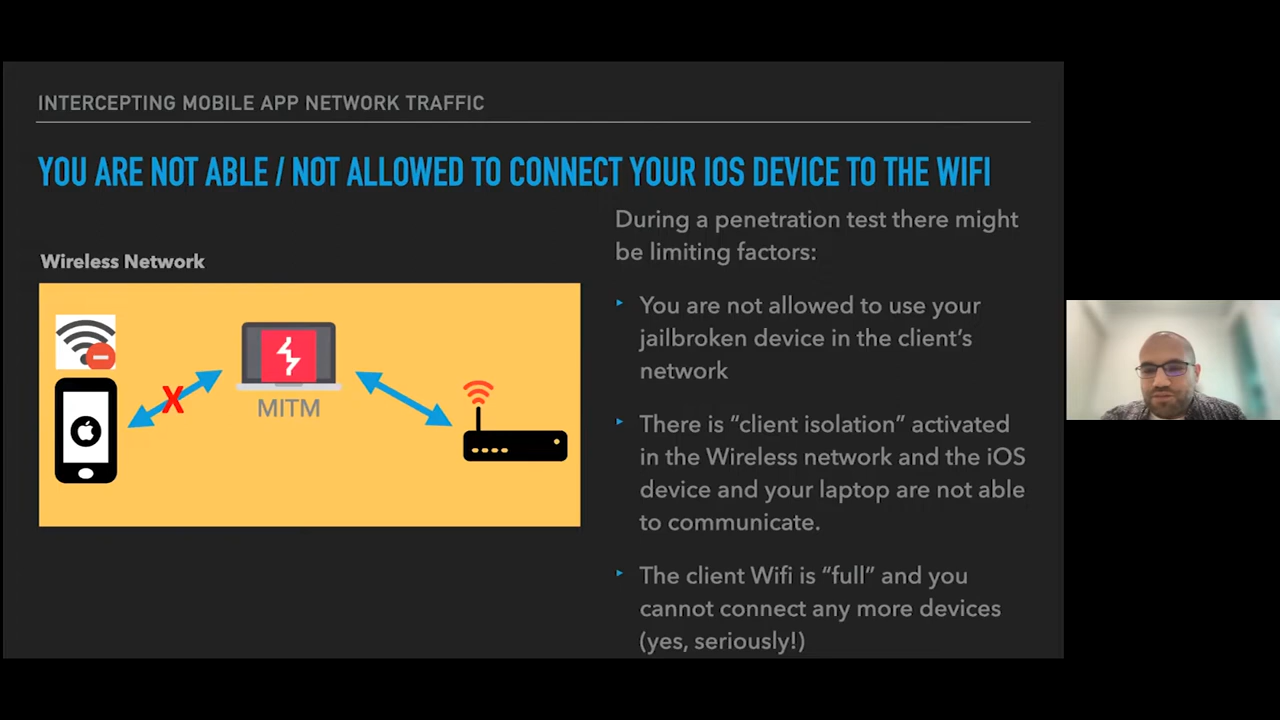 INTERCEPTING MOBILE APP NETWORK TRAFFIC
YOU ARE NOT ABLE / NOT ALLOWED TO CONNECT YOUR IOS DEVICE TO THE WIFI
Wireless Network
X
MITM
During a penetration test there might
be limiting factors:
‣ You are not allowed to use your
jailbroken device in the client’s
network
‣ There is “client isolation” activated
in the Wireless network and the iOS
device and your laptop are not able
to communicate.
‣ The client Wifi is “full” and you
cannot connect any more devices
(yes, seriously!)